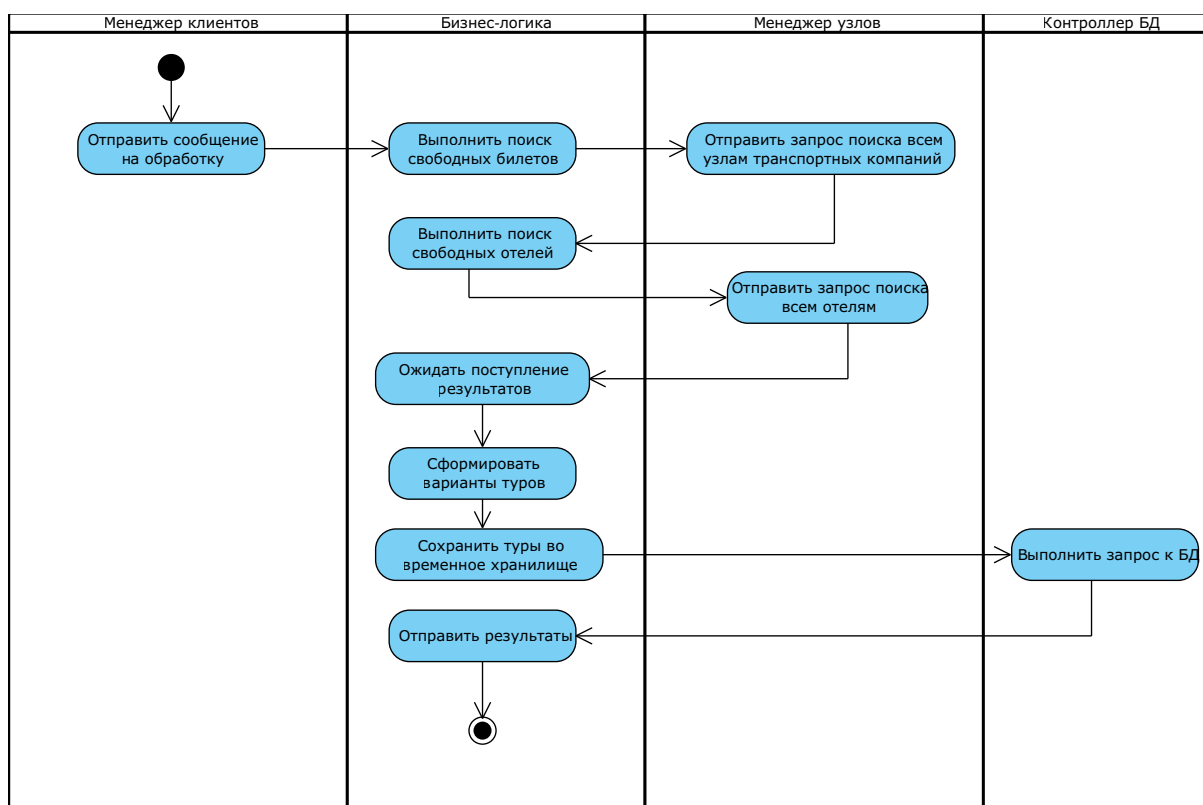 Менеджер клиентов
Бизнес-логика
Менеджер узлов
Контроллер БД
Отправить сообщение
на обработку
Выполнить поиск
свободных билетов
Отправить запрос поиска всем
узлам транспортных компаний
Выполнить поиск
свободных отелей
Отправить запрос поиска
всем отелям
Ожидать поступление
результатов
Сформировать
варианты туров
Сохранить туры во
временное хранилище
Выполнить запрос к БД
Отправить результаты